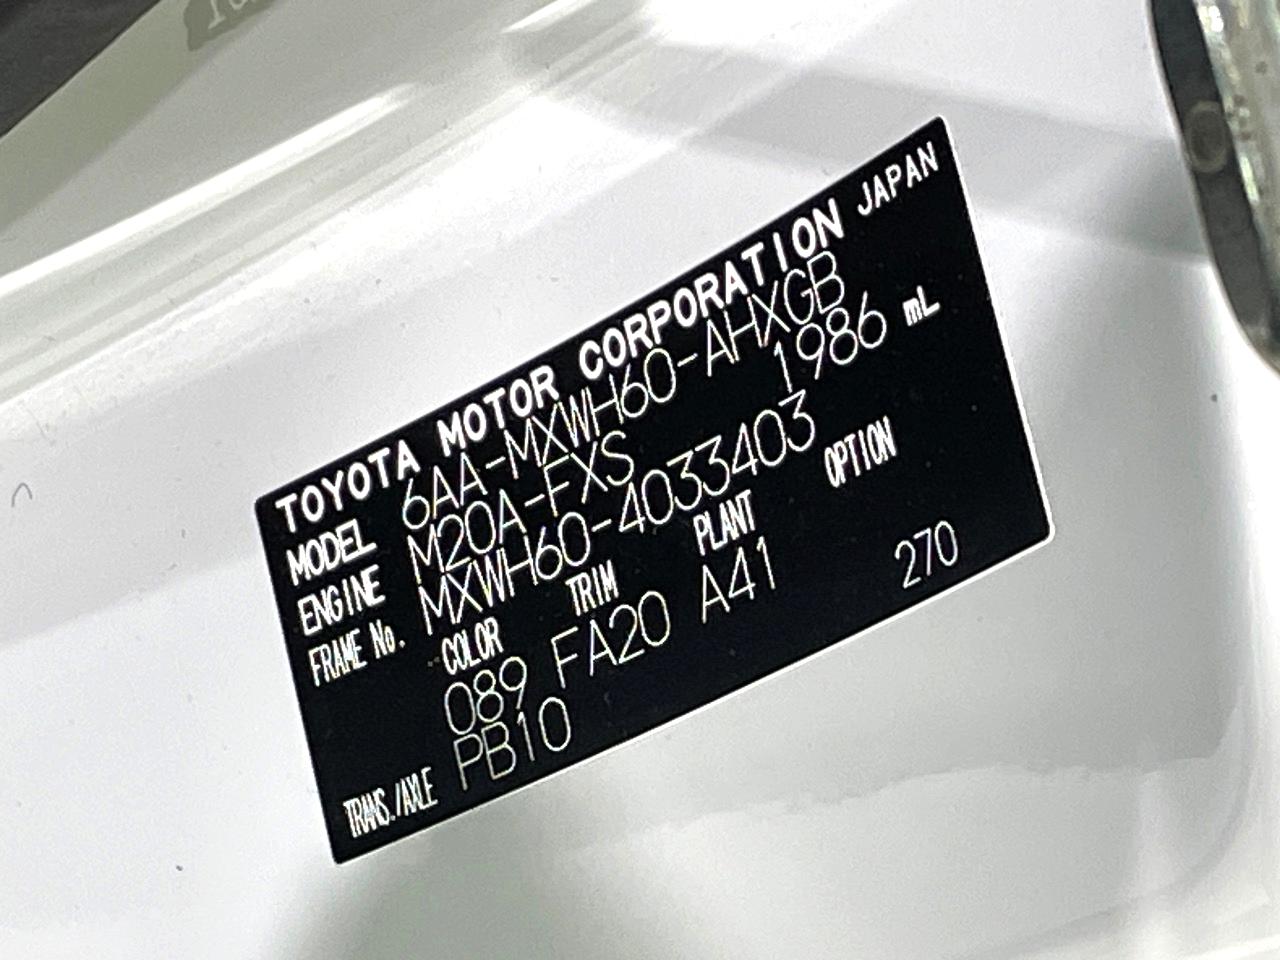 TOYOTA MOTOR CORPORATION JAPAN
MODEL 6AA-MXWH60-AHXGB
ENGINE M20A-FXS 1986 mL
FRAME No. MXWH60-4033403
COLOR TRIM PLANT OPTION
089 FA20 A41 270
TRANS./AXLE PB10